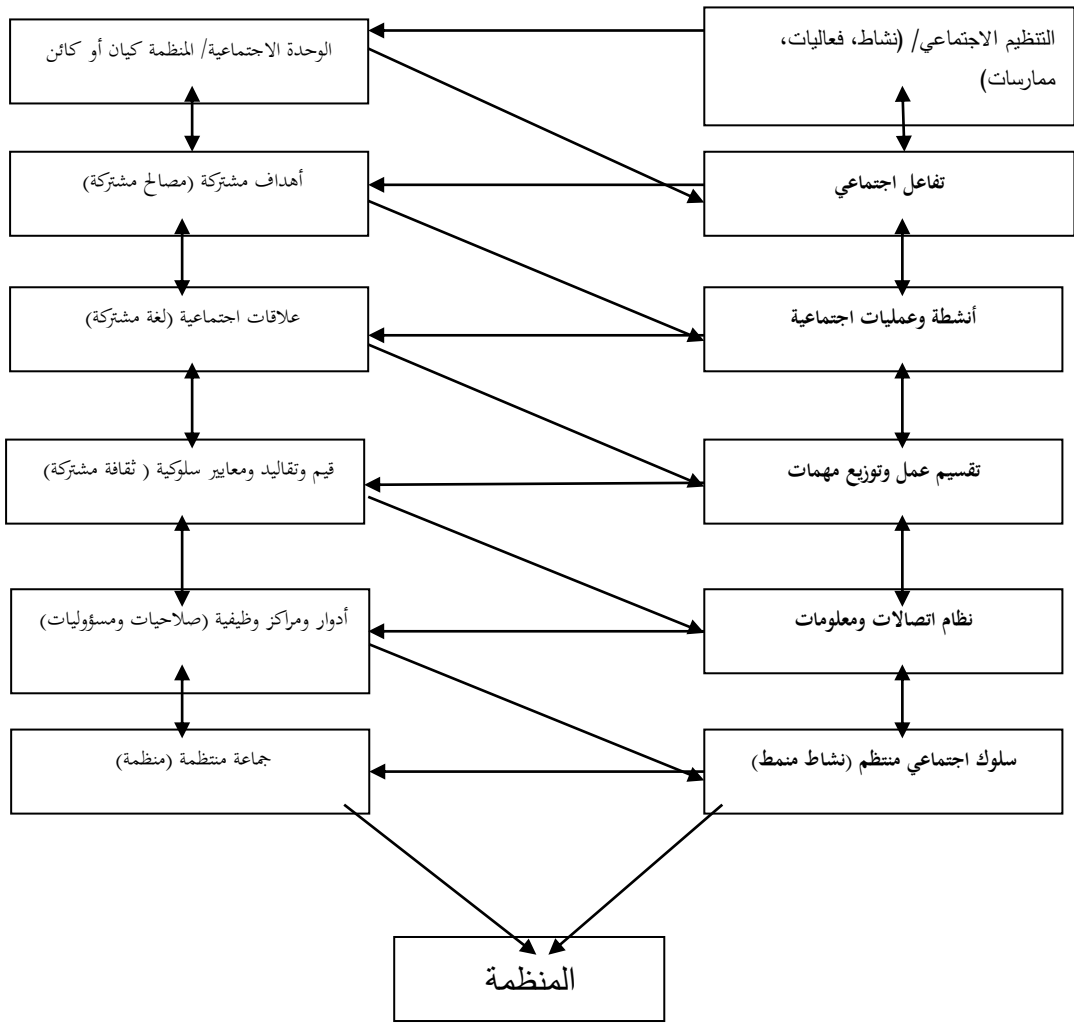 التنظيم الاجتماعي/ (نشاط، فعاليات،
ممارسات)
الوحدة الاجتماعية/ المنظمة كيان أو كائن
تفاعل اجتماعي
أهداف مشتركة (مصالح مشتركة)
أنشطة وعمليات اجتماعية
علاقات اجتماعية (لغة مشتركة)
تقسيم عمل وتوزيع مهمات
قيم وتقاليد ومعايير سلوكية ( ثقافة مشتركة)
نظام اتصالات ومعلومات
أدوار ومراكز وظيفية (صلاحيات ومسؤوليات)
سلوك اجتماعي منتظم (نشاط منمط)
جماعة منتظمة (منظمة)
المنظمة